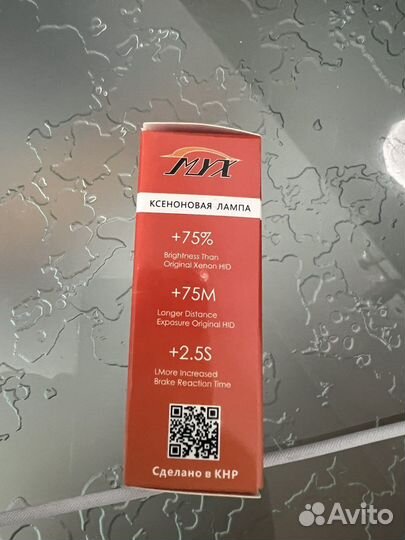 MYX
КСЕНОНОВАЯ ЛАМПА
+75%
Brightness Than
Original Xenon HID
+75M
Longer Distance
Exposure Original HID
+2.5S
LMore Increased
Brake Reaction Time
Сделано в КНР
Avito